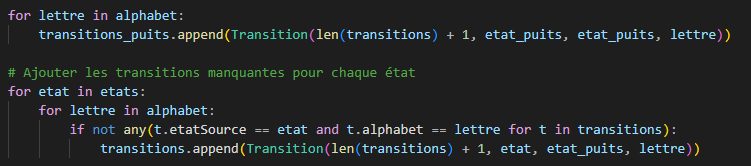 for lettre in alphabet:
    transitions_puits.append(Transition(len(transitions) + 1, etat_puits, etat_puits, lettre))

# Ajouter les transitions manquantes pour chaque état
for etat in etats:
    for lettre in alphabet:
        if not any(t.etatSource == etat and t.alphabet == lettre for t in transitions):
            transitions.append(Transition(len(transitions) + 1, etat, etat_puits, lettre))